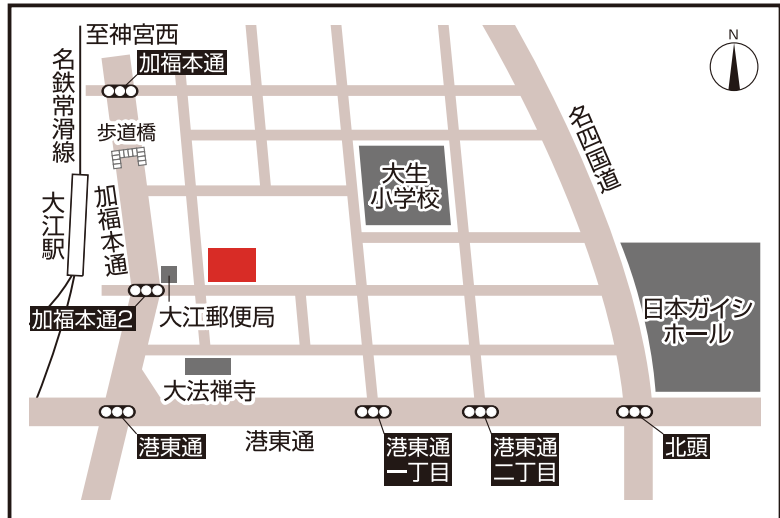 至神宮西
N
加福本通
名鉄常滑線
歩道橋
名四国道
大生
小学校
加福本通
大江駅
日本ガイシ
ホール
加福本通2
大江郵便局
大法禅寺
港東通
港東通
港東通
一丁目
港東通
二丁目
北頭